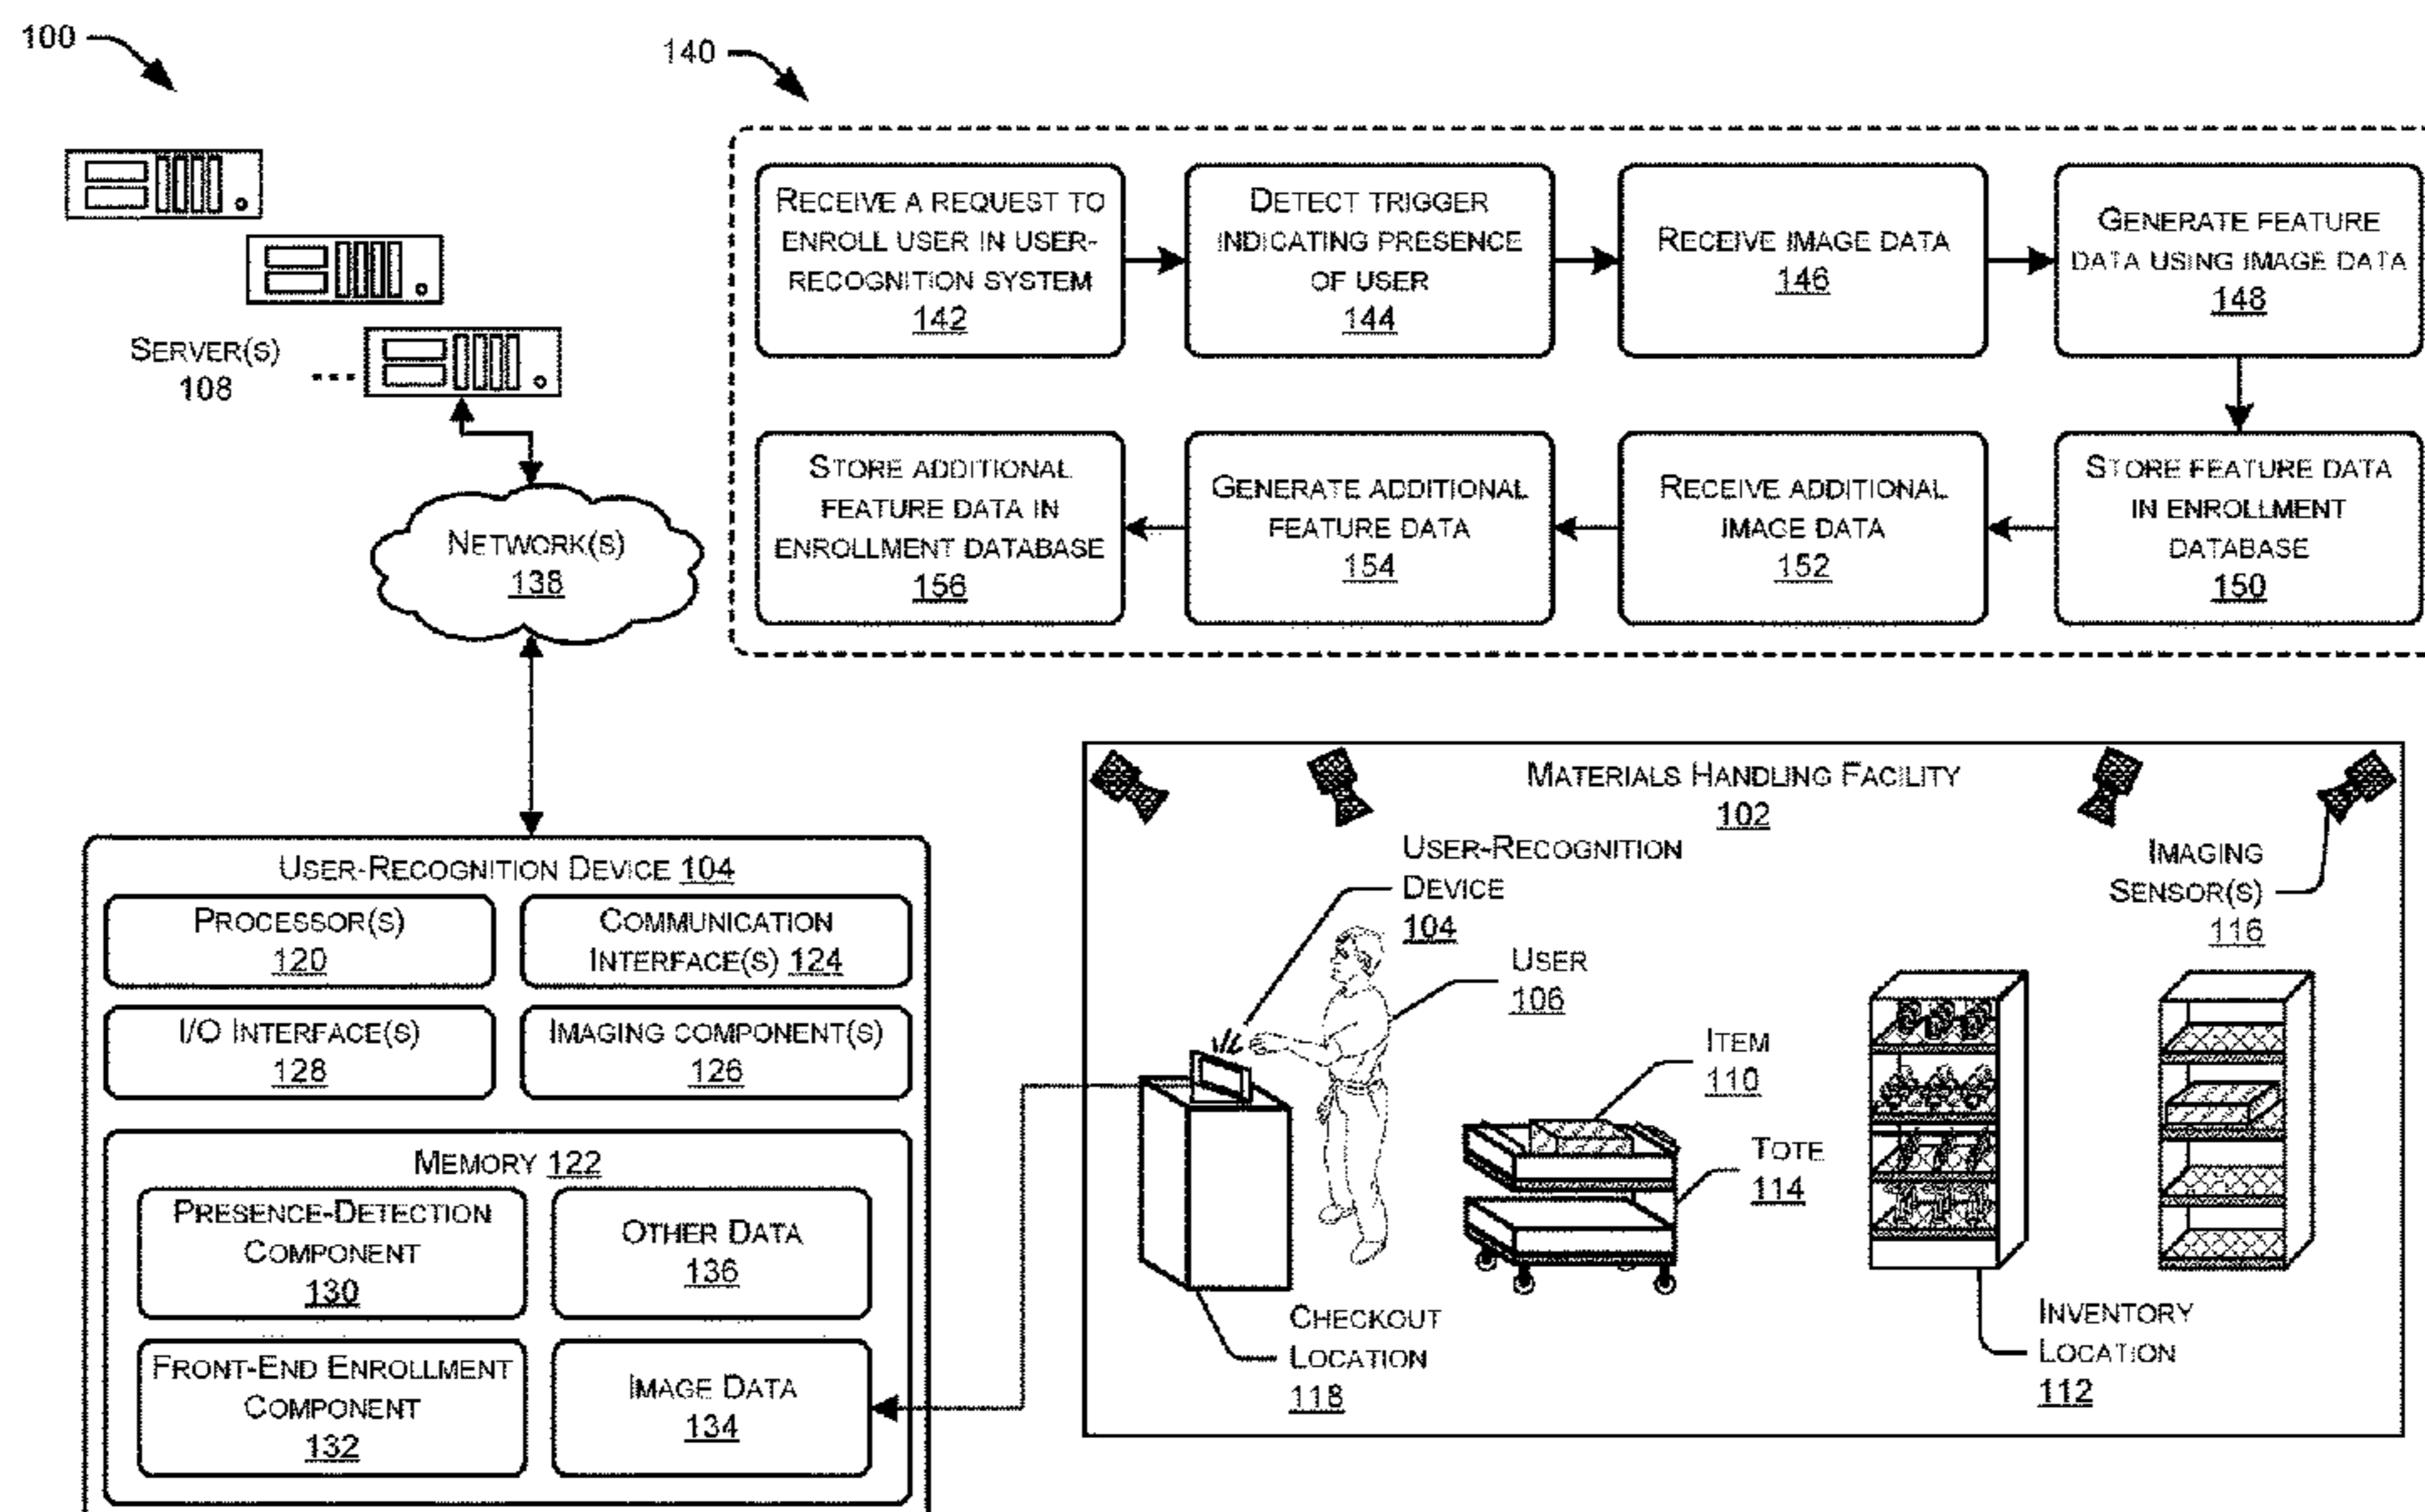 100
140
RECEIVE A REQUEST TO
ENROLL USER IN USER-
RECOGNITION SYSTEM
142
DETECT TRIGGER
INDICATING PRESENCE
OF USER
144
RECEIVE IMAGE DATA
146
GENERATE FEATURE
DATA USING IMAGE DATA
148
STORE FEATURE DATA
IN ENROLLMENT
DATABASE
150
RECEIVE ADDITIONAL
IMAGE DATA
152
GENERATE ADDITIONAL
FEATURE DATA
154
STORE ADDITIONAL
FEATURE DATA IN
ENROLLMENT DATABASE
156
SERVER(S)
108
NETWORK(S)
138
USER-RECOGNITION DEVICE 104
PROCESSOR(S)
120
COMMUNICATION
INTERFACE(S) 124
I/O INTERFACE(S)
128
IMAGING COMPONENT(S)
126
MEMORY 122
PRESENCE-DETECTION
COMPONENT
130
OTHER DATA
136
FRONT-END ENROLLMENT
COMPONENT
132
IMAGE DATA
134
MATERIALS HANDLING FACILITY
102
USER-RECOGNITION
DEVICE
104
USER
106
IMAGING
SENSOR(S)
116
ITEM
110
TOTE
114
CHECKOUT
LOCATION
118
INVENTORY
LOCATION
112